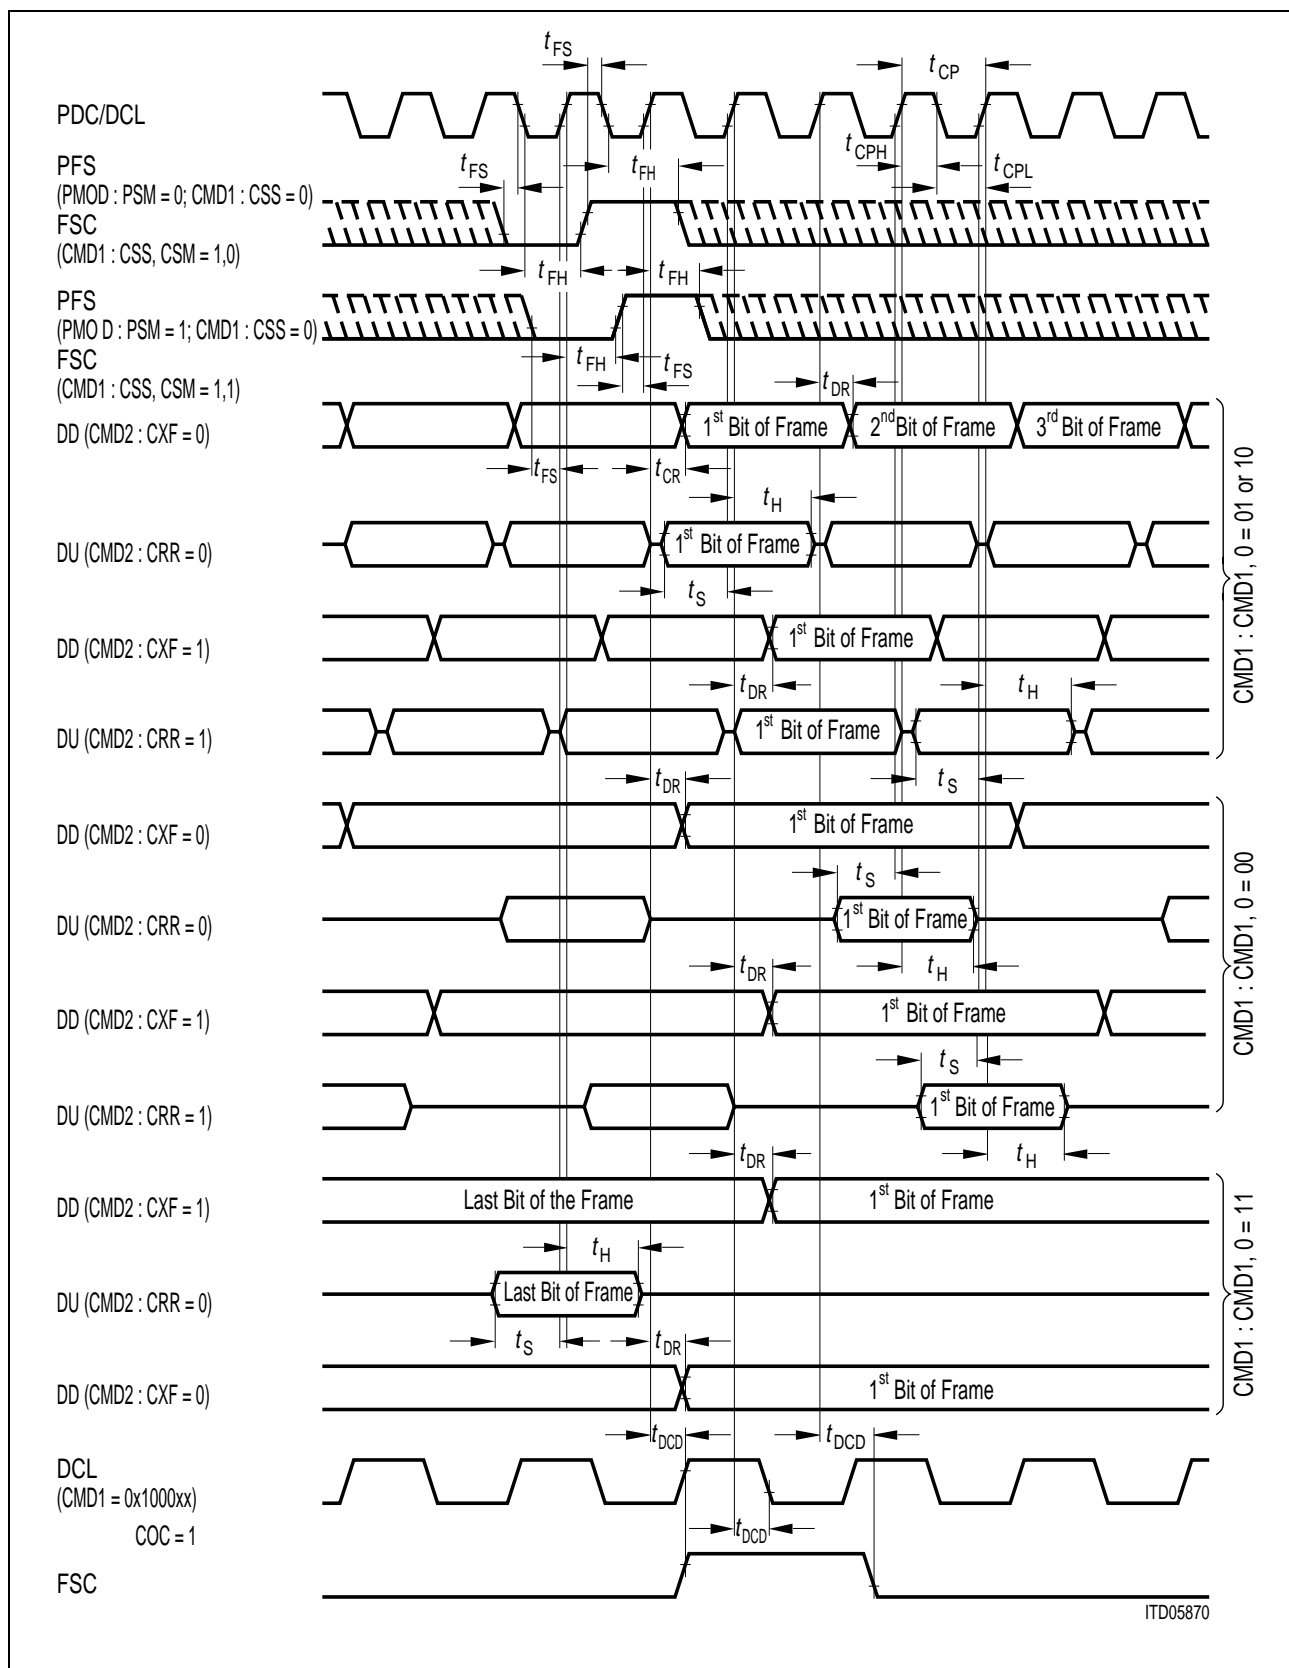 tFS
tCP
PDC/DCL
tCPH
tCPL
PFS
tFS
tFH
(PMOD : PSM = 0; CMD1 : CSS = 0)
FSC
(CMD1 : CSS, CSM = 1,0)
tFH
tFH
PFS
(PMO D : PSM = 1; CMD1 : CSS = 0)
FSC
tFH
tFS
(CMD1 : CSS, CSM = 1,1)
tDR
DD (CMD2 : CXF = 0)
1st Bit of Frame
2nd Bit of Frame
3rd Bit of Frame
tFS
tCR
tH
DU (CMD2 : CRR = 0)
1st Bit of Frame
tS
CMD1 : CMD1, 0 = 01 or 10
DD (CMD2 : CXF = 1)
1st Bit of Frame
tDR
tH
DU (CMD2 : CRR = 1)
1st Bit of Frame
tDR
tS
DD (CMD2 : CXF = 0)
1st Bit of Frame
tS
DU (CMD2 : CRR = 0)
1st Bit of Frame
tDR
tH
CMD1 : CMD1, 0 = 00
DD (CMD2 : CXF = 1)
1st Bit of Frame
tS
DU (CMD2 : CRR = 1)
1st Bit of Frame
tDR
tH
DD (CMD2 : CXF = 1)
Last Bit of the Frame
1st Bit of Frame
tH
DU (CMD2 : CRR = 0)
Last Bit of Frame
CMD1 : CMD1, 0 = 11
tS
tDR
DD (CMD2 : CXF = 0)
1st Bit of Frame
tDCD
tDCD
DCL
(CMD1 = 0x1000xx)
COC = 1
tDCD
FSC
ITD05870